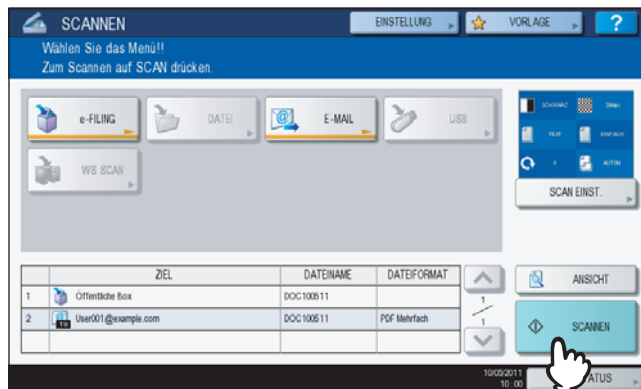 SCANNEN
EINSTELLUNG
VORLAGE
?
Wählen Sie das Menü!!
Zum Scannen auf SCAN drücken.
e-FILING
DATEI
E-MAIL
USB
WS SCAN
SCHWARZ
TEXT
EINFACH
AUTOM.
SCAN EINST.
ZIEL
DATEINAME
DATEIFORMAT
1 Öffentliche Box DOC100511
2 TO User001@example.com DOC100511 PDF Mehrfach
1
1
ANSICHT
SCANNEN
10/05/2011
10:00